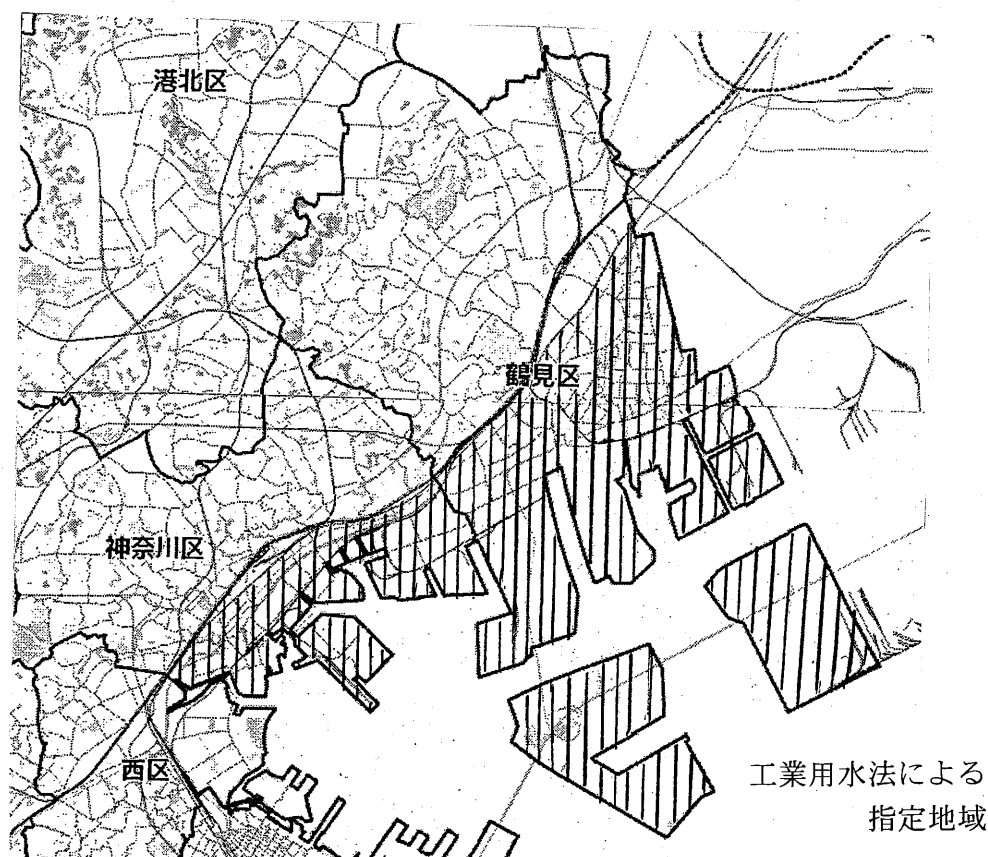 港北区
鶴見区
神奈川区
西区
工業用水法による
指定地域